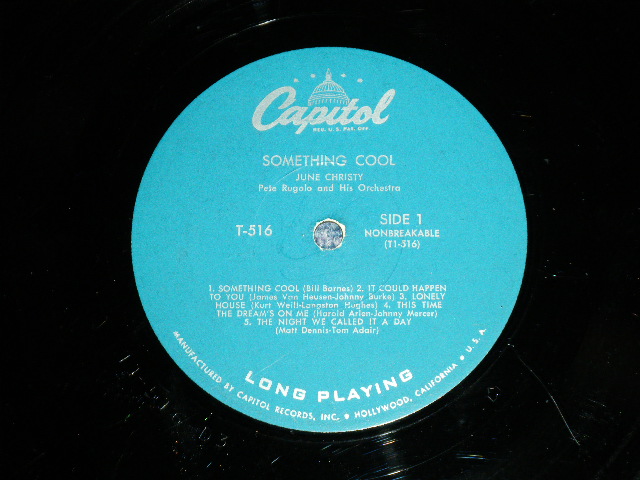 Capitol
REG. U.S. PAT. OFF.
SOMETHING COOL
JUNE CHRISTY
Pete Rugolo and His Orchestra
T-516
SIDE 1
NONBREAKABLE
(T1-516)
1. SOMETHING COOL (Bill Barnes) 2. IT COULD HAPPEN
TO YOU (James Van Heusen-Johnny Burke) 3. LONELY
HOUSE (Kurt Weill-Langston Hughes) 4. THIS TIME
THE DREAM'S ON ME (Harold Arlen-Johnny Mercer)
5. THE NIGHT WE CALLED IT A DAY
(Matt Dennis-Tom Adair)
LONG PLAYING
MANUFACTURED BY CAPITOL RECORDS, INC. • HOLLYWOOD, CALIFORNIA • U.S.A.